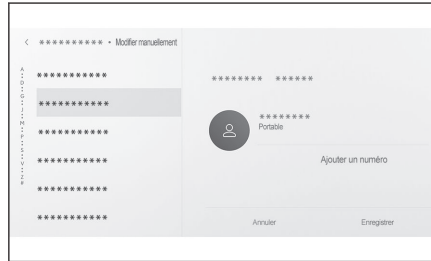 ********** • Modifier manuellement
A
D
G
J
M
P
S
V
Z
#
***********
***********
***********
***********
***********
***********
******** ******
********
Portable
Ajouter un numéro
Annuler
Enregistrer